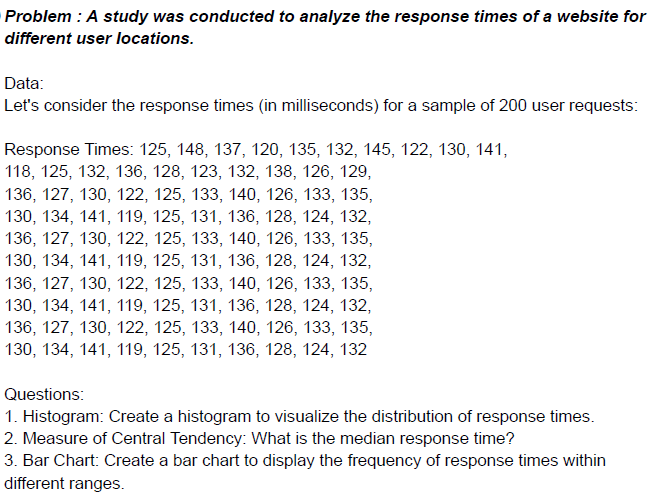 Problem : A study was conducted to analyze the response times of a website for
different user locations.
Data:
Let's consider the response times (in milliseconds) for a sample of 200 user requests:
Response Times: 125, 148, 137, 120, 135, 132, 145, 122, 130, 141,
118, 125, 132, 136, 128, 123, 132, 138, 126, 129,
136, 127, 130, 122, 125, 133, 140, 126, 133, 135,
130, 134, 141, 119, 125, 131, 136, 128, 124, 132,
136, 127, 130, 122, 125, 133, 140, 126, 133, 135,
130, 134, 141, 119, 125, 131, 136, 128, 124, 132,
136, 127, 130, 122, 125, 133, 140, 126, 133, 135,
130, 134, 141, 119, 125, 131, 136, 128, 124, 132,
136, 127, 130, 122, 125, 133, 140, 126, 133, 135,
130, 134, 141, 119, 125, 131, 136, 128, 124, 132
Questions:
1. Histogram: Create a histogram to visualize the distribution of response times.
2. Measure of Central Tendency: What is the median response time?
3. Bar Chart: Create a bar chart to display the frequency of response times within
different ranges.